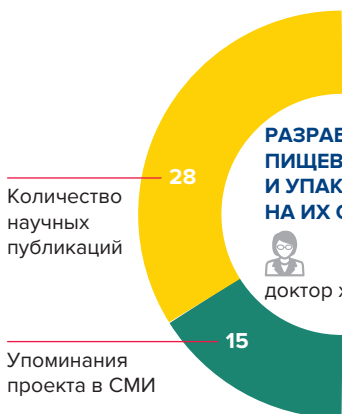 РАЗРАБ
ПИЩЕВ
И УПАК
НА ИХ О
28
Количество
научных
публикаций
доктор х
15
Упоминания
проекта в СМИ